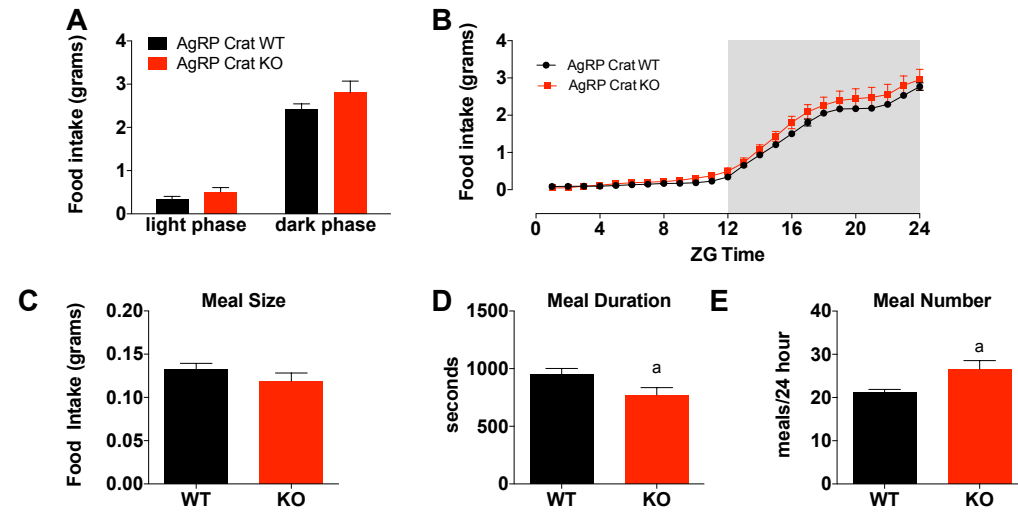 A
Food intake (grams)
4
3
2
1
0
AgRP Crat WT
AgRP Crat KO
light phase
dark phase
B
Food intake (grams)
4
3
2
1
0
AgRP Crat WT
AgRP Crat KO
0 4 8 12 16 20 24
ZG Time
C
Meal Size
Food Intake (grams)
0.20
0.15
0.10
0.05
0.00
WT KO
D
Meal Duration
seconds
1500
1000
500
0
a
WT KO
E
Meal Number
meals/24 hour
40
30
20
10
0
a
WT KO